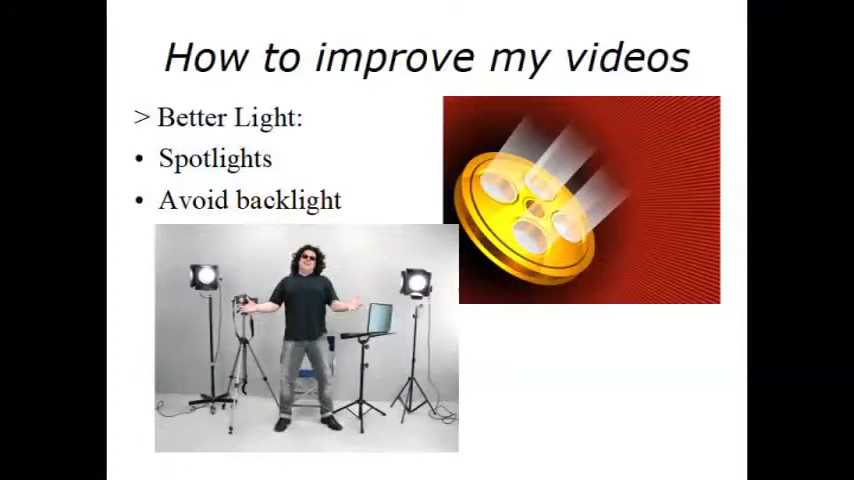 How to improve my videos
> Better Light:
• Spotlights
• Avoid backlight